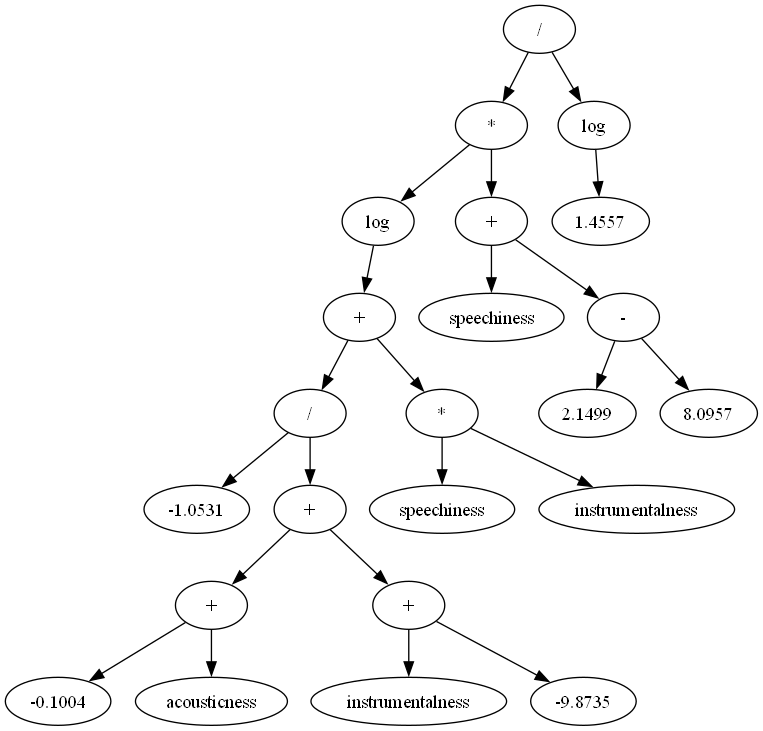 /
* log
log + 1.4557
+ speechiness -
/ * 2.1499 8.0957
-1.0531 + speechiness instrumentalness
+ +
-0.1004 acousticness instrumentalness -9.8735